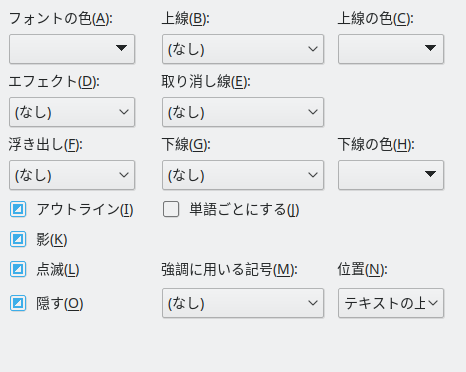 フォントの色(A): 上線(B): 上線の色(C):
(なし)
エフェクト(D): 取り消し線(E):
(なし) (なし)
浮き出し(F): 下線(G): 下線の色(H):
(なし) (なし)
アウトライン(I) 単語ごとにする(J)
影(K)
点滅(L) 強調に用いる記号(M): 位置(N):
隠す(O) (なし) テキストの上